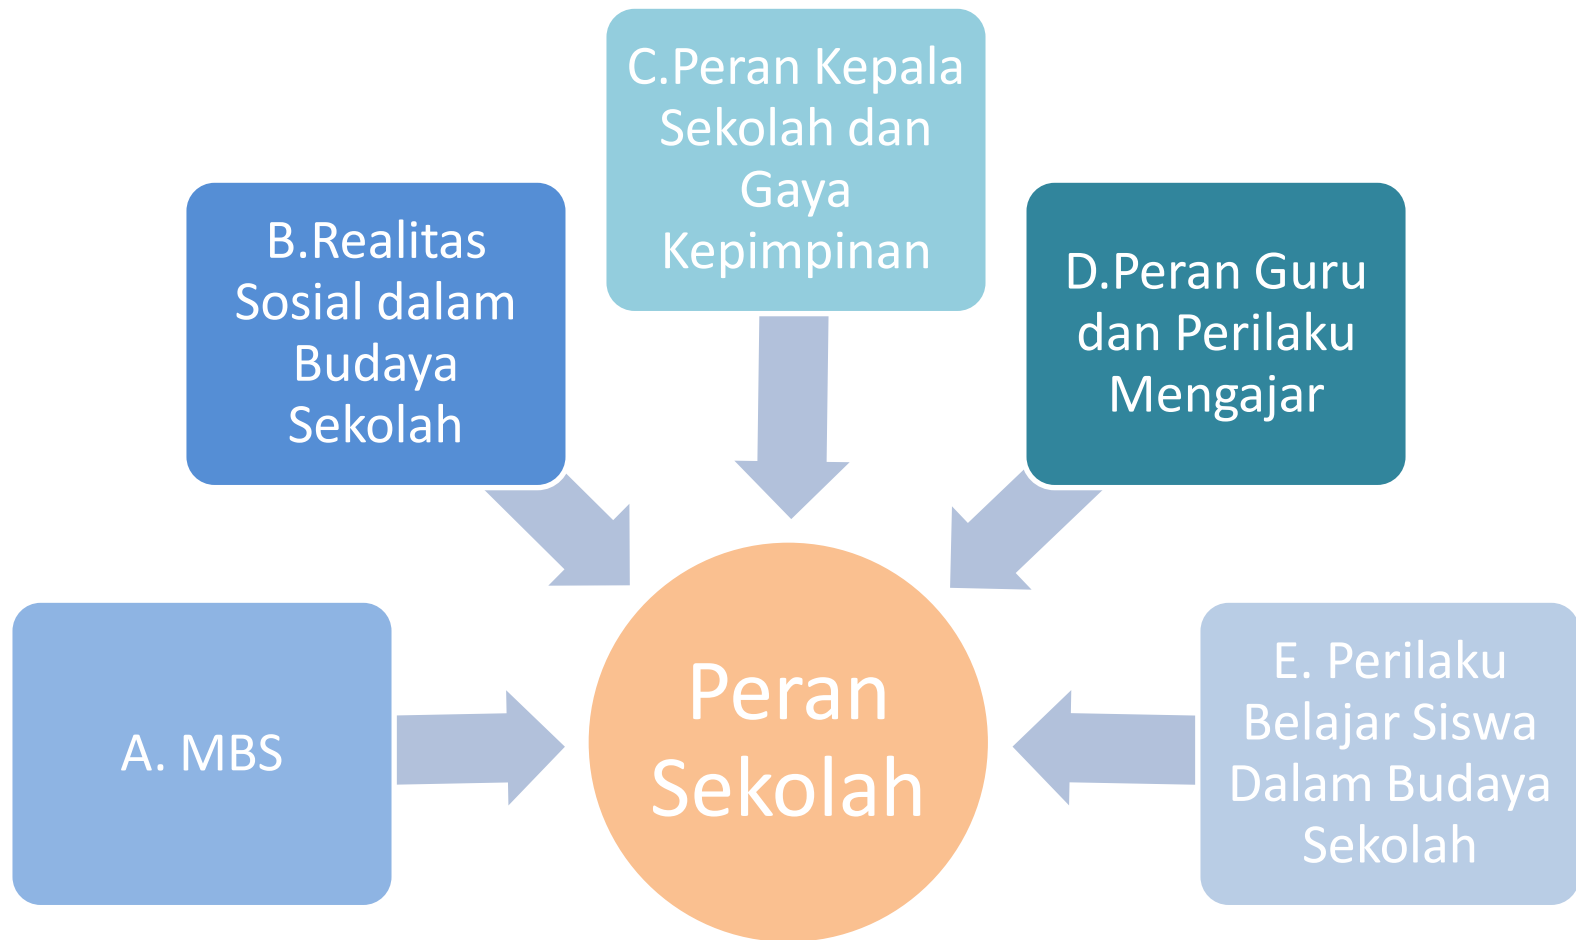 A. MBS
B.Realitas
Sosial dalam
Budaya
Sekolah
C.Peran Kepala
Sekolah dan
Gaya
Kepimpinan
D.Peran Guru
dan Perilaku
Mengajar
E. Perilaku
Belajar Siswa
Dalam Budaya
Sekolah
Peran
Sekolah